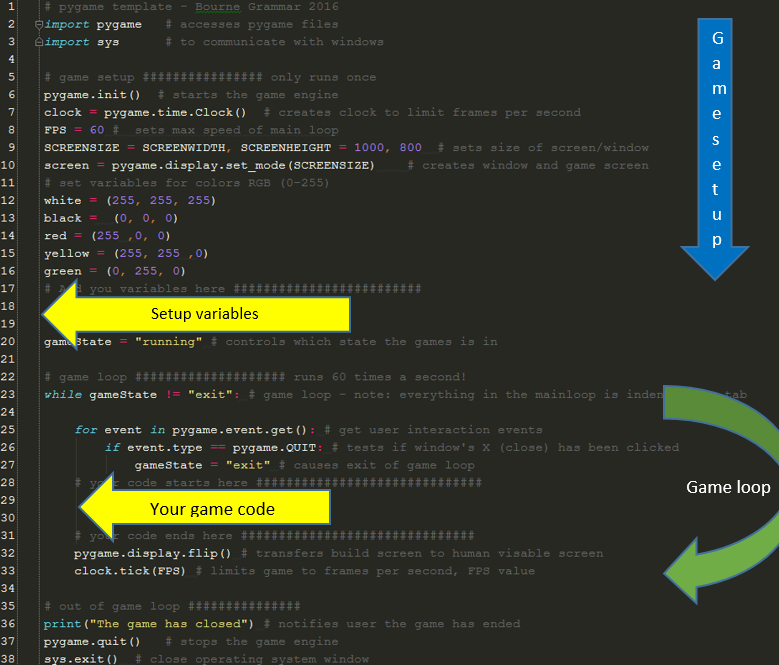 1 # pygame template - Bourne Grammar 2016
2 import pygame # accesses pygame files
3 import sys # to communicate with windows
4
5 # game setup ################ only runs once
6 pygame.init() # starts the game engine
7 clock = pygame.time.Clock() # creates clock to limit frames per second
8 FPS = 60 # sets max speed of main loop
9 SCREENSIZE = SCREENWIDTH, SCREENHEIGHT = 1000, 800 # sets size of screen/window
10 screen = pygame.display.set_mode(SCREENSIZE) # creates window and game screen
11 # set variables for colors RGB (0-255)
12 white = (255, 255, 255)
13 black = (0, 0, 0)
14 red = (255 ,0, 0)
15 yellow = (255, 255 ,0)
16 green = (0, 255, 0)
17 # you variables here #########################
18
19
20 gameState = "running" # controls which state the games is in
21
22 # game loop #################### runs 60 times a second!
23 while gameState != "exit": # game loop - note: everything in the mainloop is tab
24
25 for event in pygame.event.get(): # get user interaction events
26 if event.type == pygame.QUIT: # tests if window's X (close) has been clicked
27 gameState = "exit" # causes exit of game loop
28 # your code starts here ##############################
29
30
31 # your code ends here ###############################
32 pygame.display.flip() # transfers build screen to human visable screen
33 clock.tick(FPS) # limits game to frames per second, FPS value
34
35 # out of game loop ###############
36 print("The game has closed") # notifies user the game has ended
37 pygame.quit() # stops the game engine
38 sys.exit() # close operating system window
Game setup
Setup variables
Your game code
Game loop